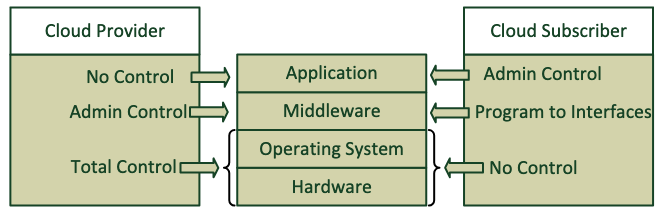 Cloud Provider
Cloud Subscriber
No Control
Application
Admin Control
Admin Control
Middleware
Program to Interfaces
Total Control
Operating System
No Control
Hardware